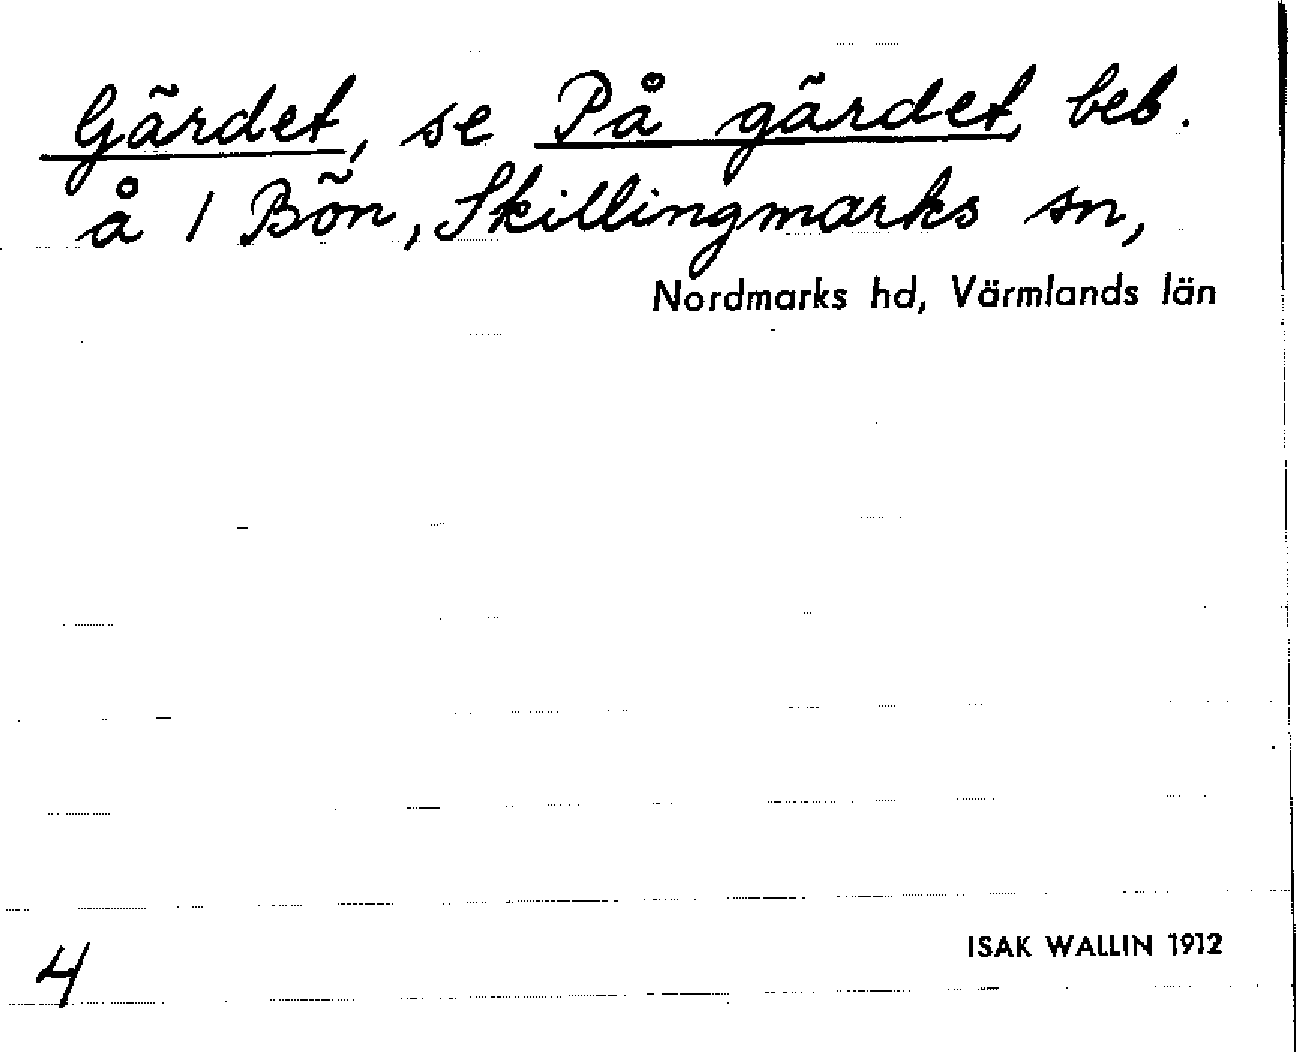 Gärdet, se På gärdet, beb.
å 1 Bön, Skillingmarks sn,
Nordmarks hd, Värmlands län
ISAK WALLIN 1912
4